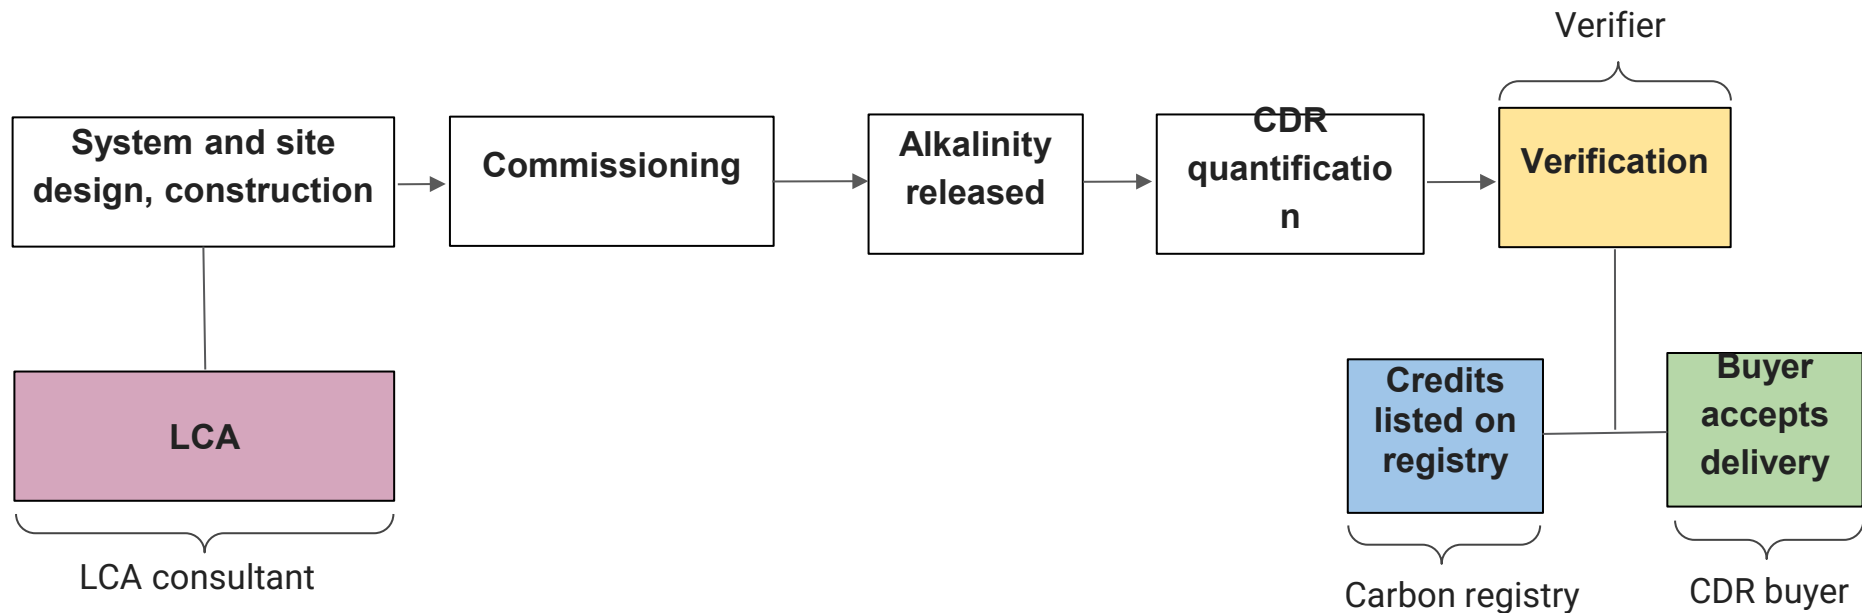 Verifier
System and site
design, construction
Commissioning
Alkalinity
released
CDR
quantificatio
n
Verification
LCA
LCA consultant
Credits
listed on
registry
Carbon registry
Buyer
accepts
delivery
CDR buyer